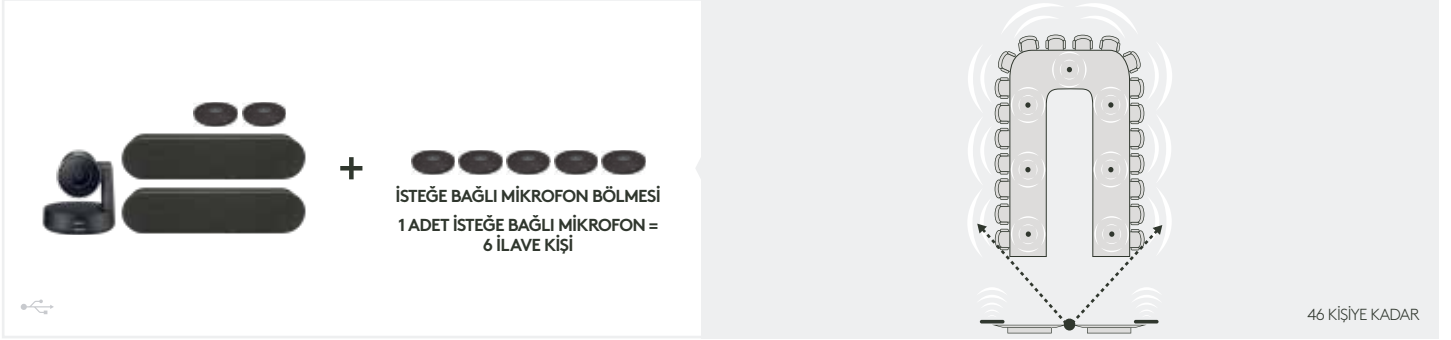 İSTEĞE BAĞLI MİKROFON BÖLMESİ
1 ADET İSTEĞE BAĞLI MİKROFON =
6 İLAVE KİŞİ
46 KİŞİYE KADAR